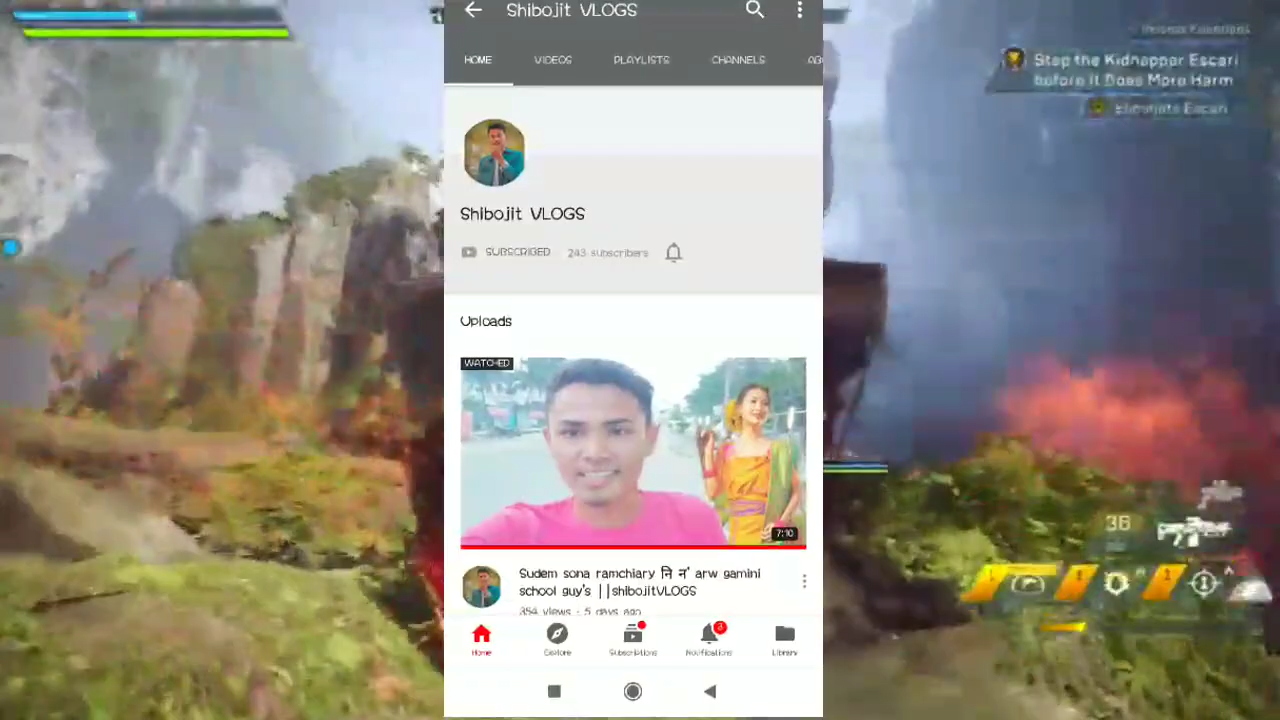 Shibojit VLOGS
HOME VIDEOS PLAYLISTS CHANNELS AB
Stop the Kidnapper Escari
before it Does More Harm
Eliminate Escari
Shibojit VLOGS
SUBSCRIBED 243 subscribers
Uploads
WATCHED
7:10
Sudem sona ramchiary नि न' arw gamini
school guy's ||shibojitVLOGS
354 views · 5 days ago
38
Home Explore Subscriptions Notifications Library
3